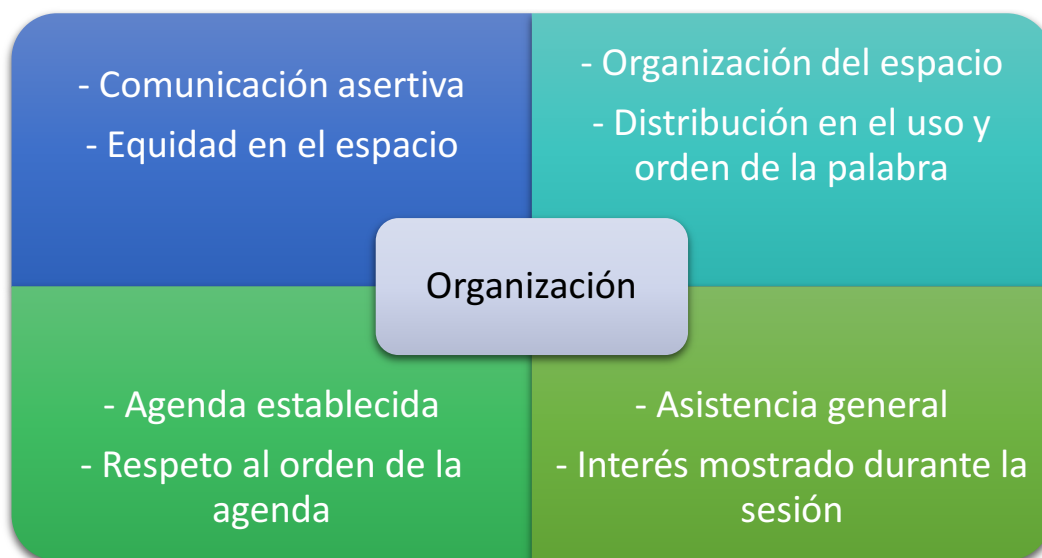 - Comunicación asertiva
- Equidad en el espacio
- Organización del espacio
- Distribución en el uso y
orden de la palabra
Organización
- Agenda establecida
- Respeto al orden de la
agenda
- Asistencia general
- Interés mostrado durante la
sesión